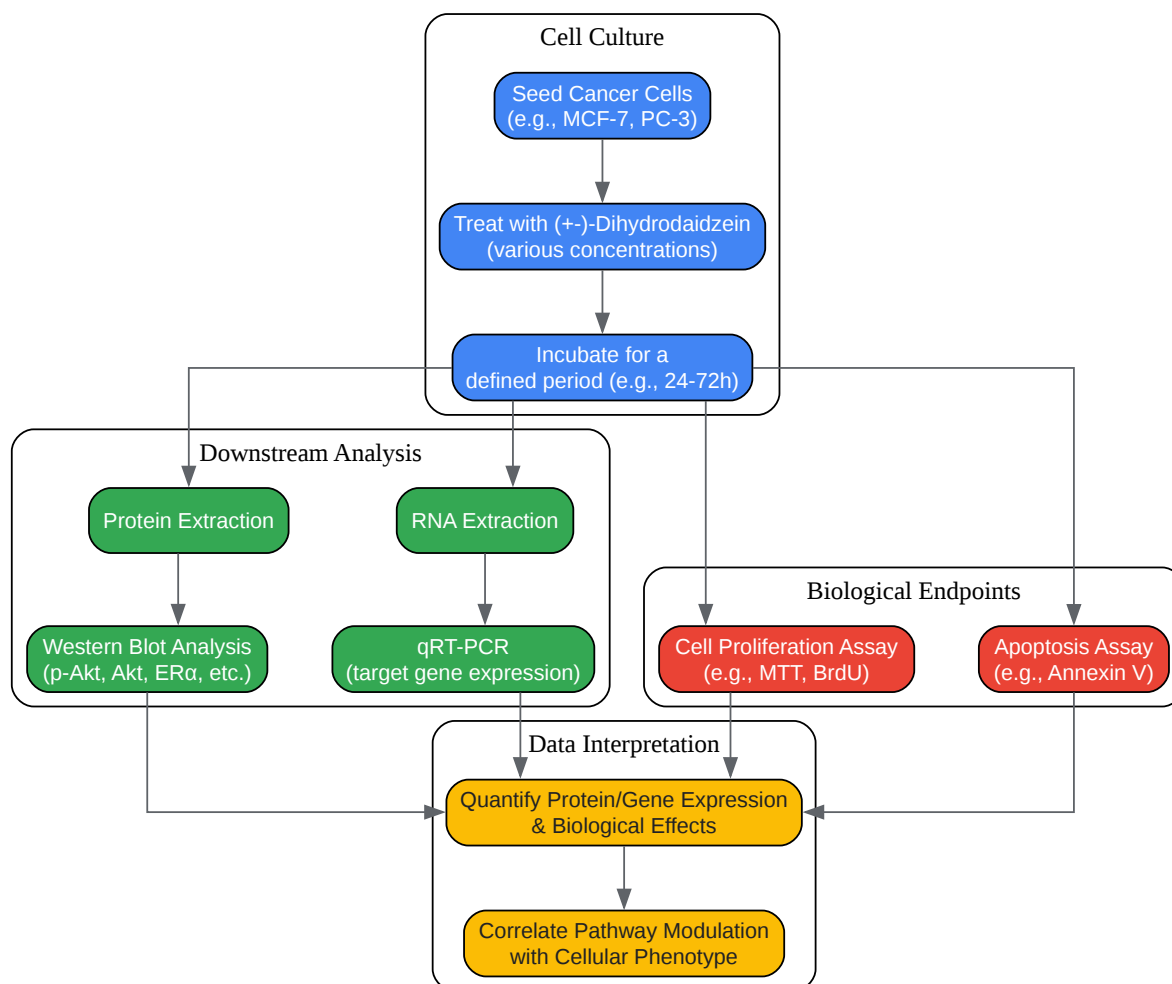 Cell Culture
Seed Cancer Cells
(e.g., MCF-7, PC-3)
Treat with (+-)-Dihydrodaidzein
(various concentrations)
Incubate for a
defined period (e.g., 24-72h)
Downstream Analysis
Protein Extraction
RNA Extraction
Western Blot Analysis
(p-Akt, Akt, ERα, etc.)
qRT-PCR
(target gene expression)
Biological Endpoints
Cell Proliferation Assay
(e.g., MTT, BrdU)
Apoptosis Assay
(e.g., Annexin V)
Data Interpretation
Quantify Protein/Gene Expression
& Biological Effects
Correlate Pathway Modulation
with Cellular Phenotype